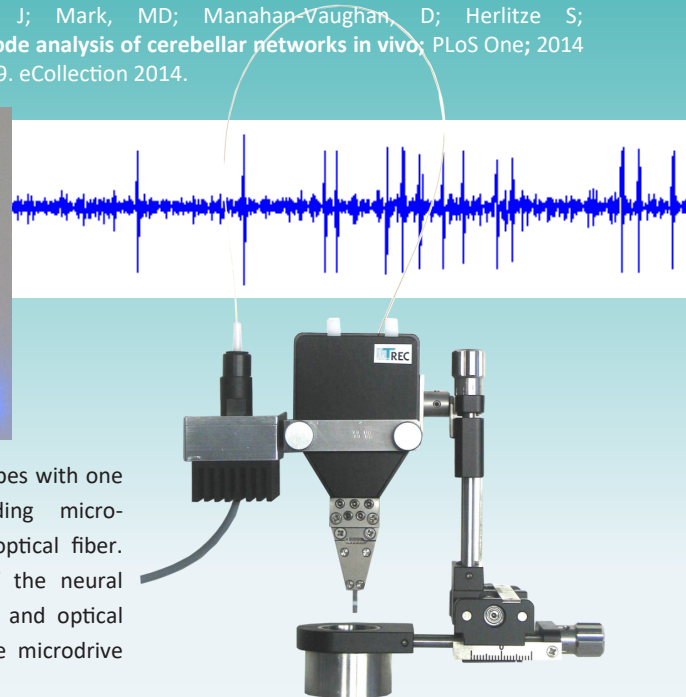 J; Mark, MD; Manahan-Vaughan, D; Herlitze S;
ode analysis of cerebellar networks in vivo; PLoS One; 2014
9. eCollection 2014.
TREC
pes with one
ding micro-
optical fiber.
the neural
and optical
e microdrive